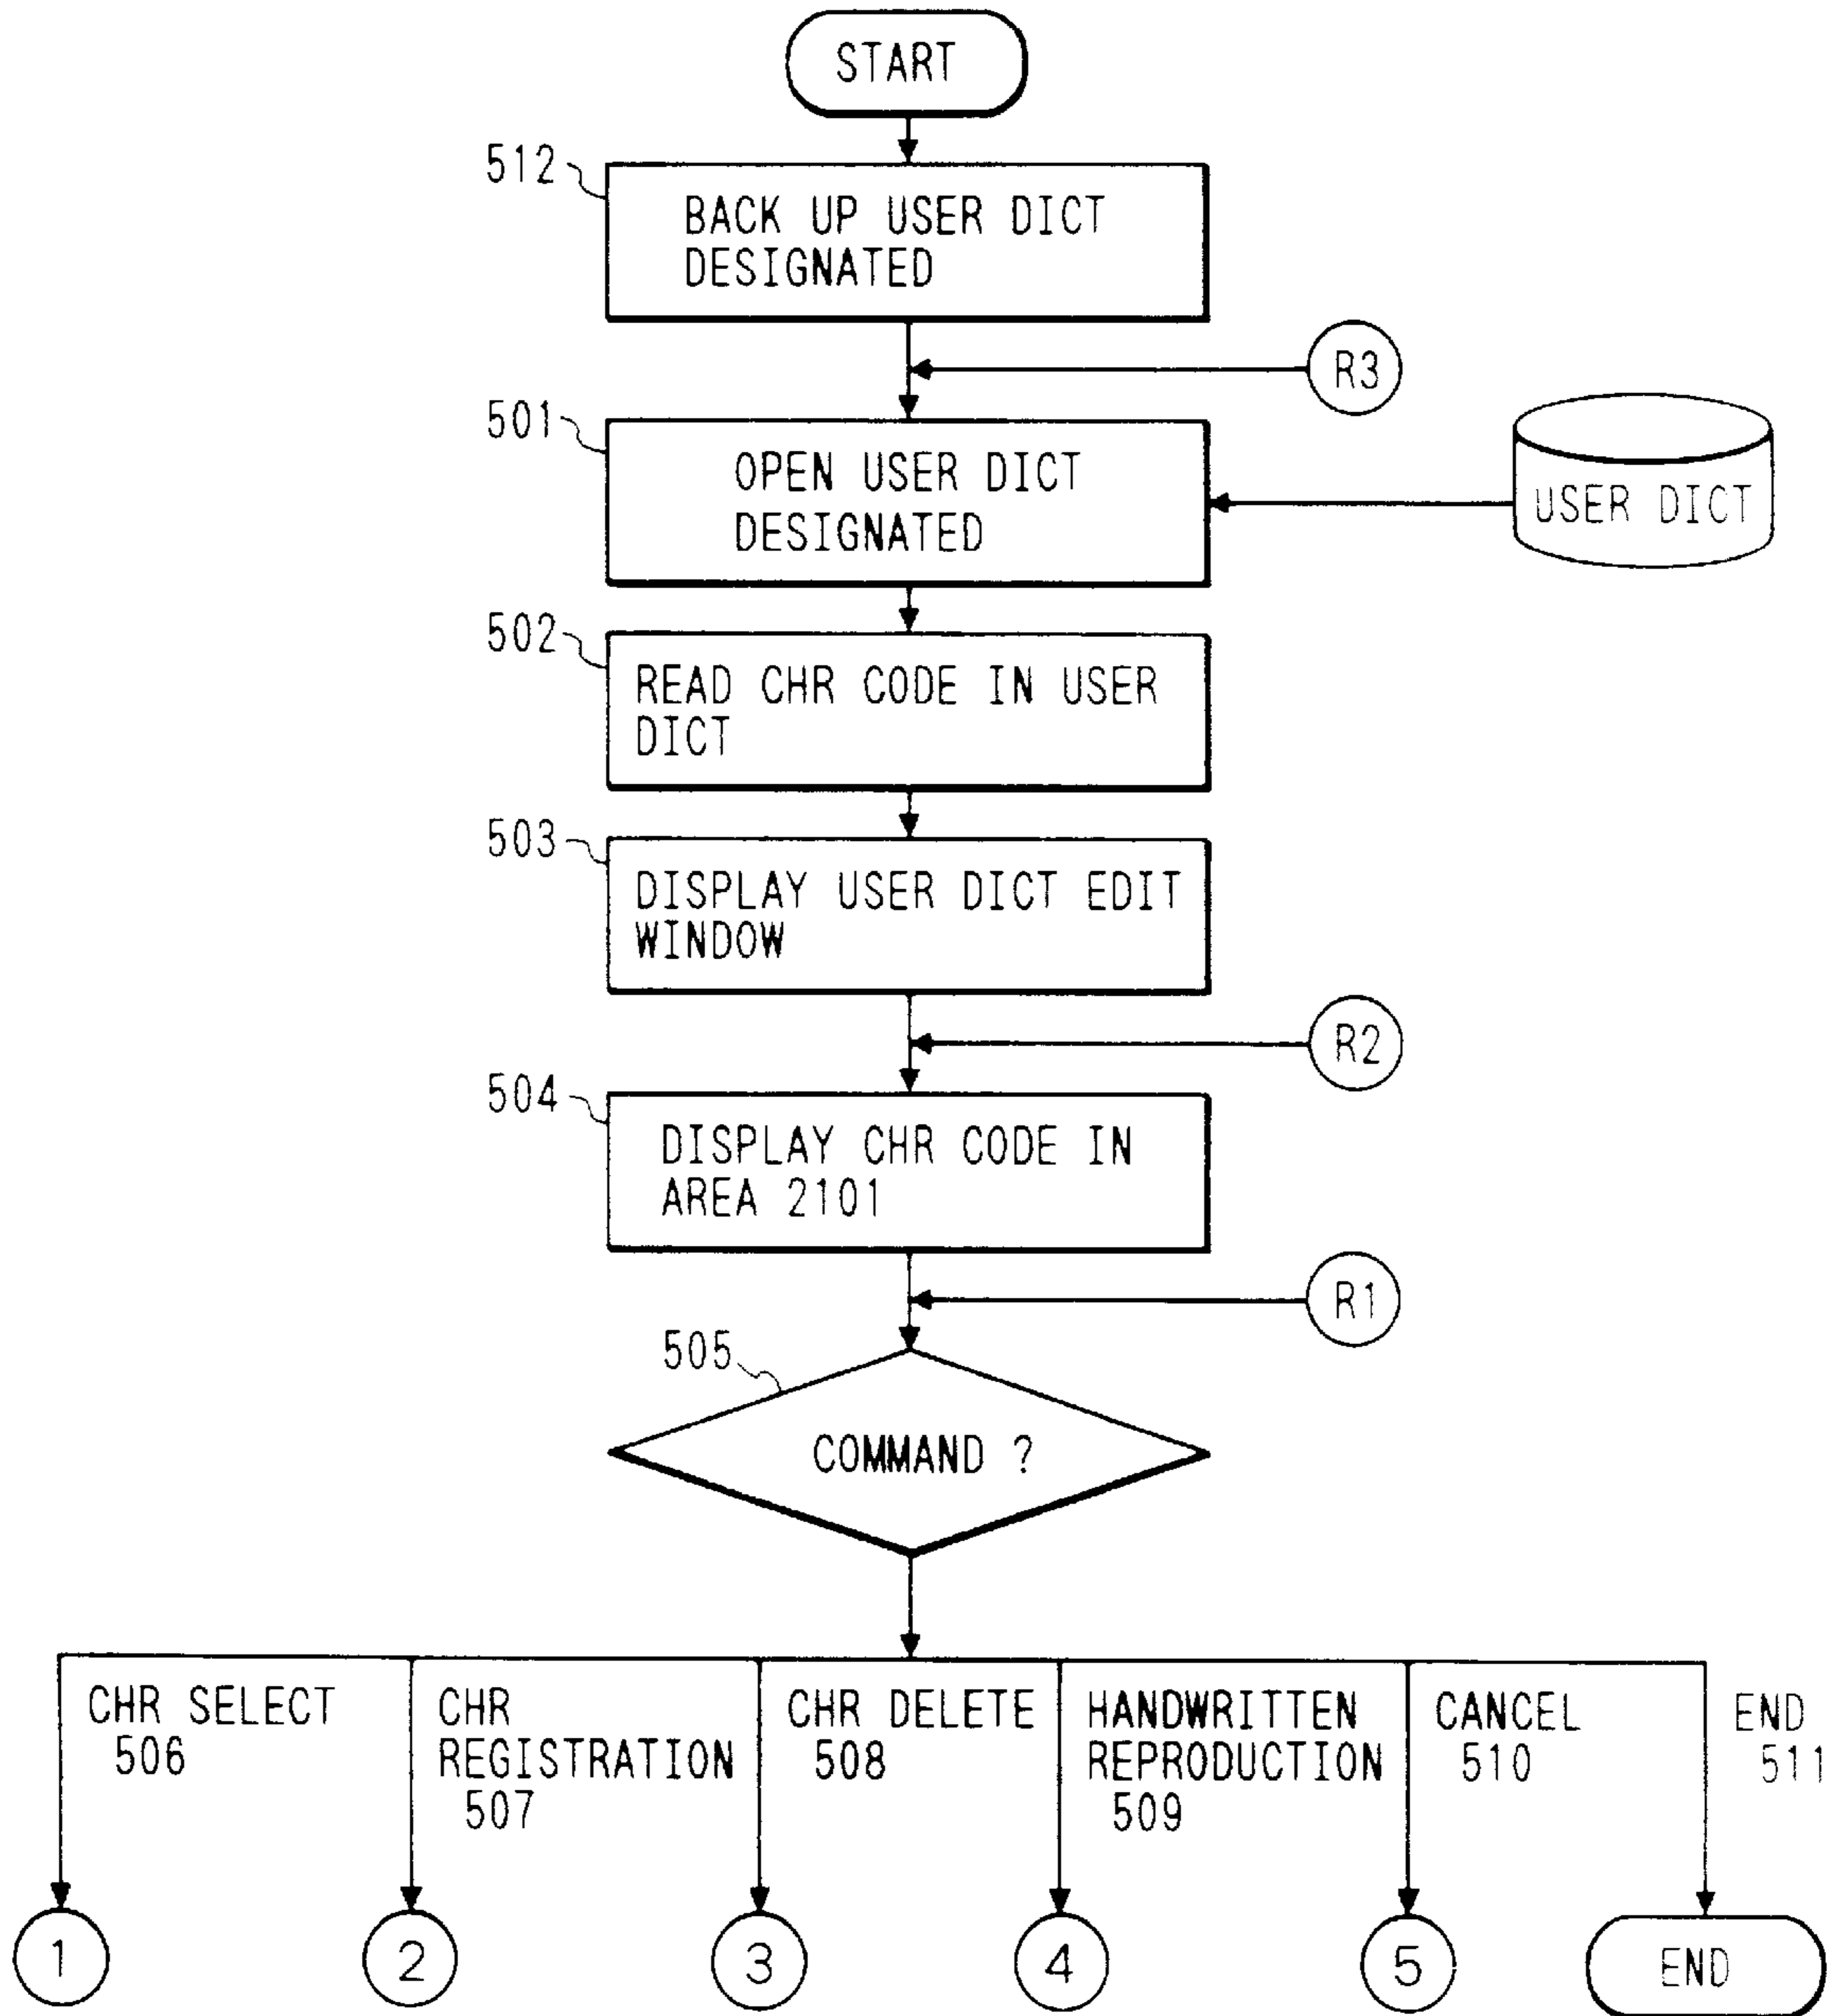 START
512
BACK UP USER DICT
DESIGNATED
R3
501
OPEN USER DICT
DESIGNATED
USER DICT
502
READ CHR CODE IN USER
DICT
503
DISPLAY USER DICT EDIT
WINDOW
R2
504
DISPLAY CHR CODE IN
AREA 2101
R1
505
COMMAND ?
CHR SELECT
506
CHR
REGISTRATION
507
CHR DELETE
508
HANDWRITTEN
REPRODUCTION
509
CANCEL
510
END
511
1
2
3
4
5
END